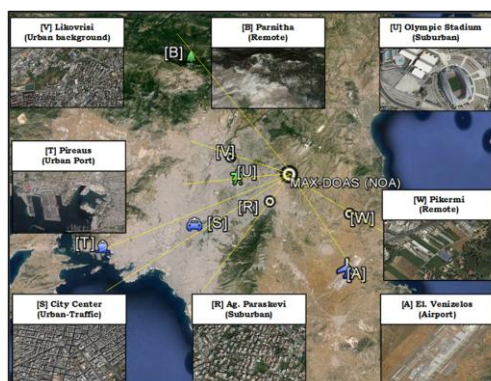 [V] Likovrisi
(Urban background)
[B] Parnitha
(Remote)
[U] Olympic Stadium
(Suburban)
[B]
[T] Pireaus
(Urban Port)
[V]
[U]
MAX-DOAS (NOA)
[R]
[W]
[S]
[T]
[W] Pikermi
(Remote)
[A]
[S] City Center
(Urban-Traffic)
[R] Ag. Paraskevi
(Suburban)
[A] El. Venizelos
(Airport)